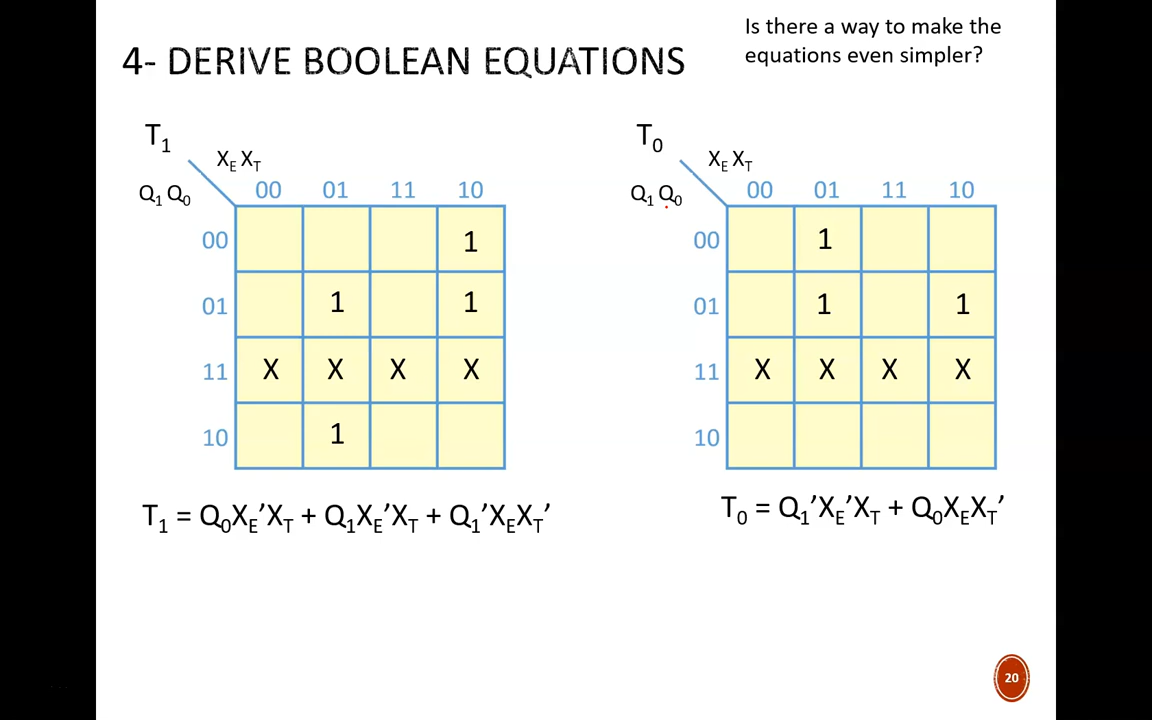 Is there a way to make the
equations even simpler?
4- DERIVE BOOLEAN EQUATIONS
T1
XE XT
Q1 Q0
00 01 11 10
00 1
01 1 1
11 X X X X
10 1
T1 = Q0XE’XT + Q1XE’XT + Q1’XEXT’
T0
XE XT
Q1 Q0
00 01 11 10
00 1
01 1 1
11 X X X X
10
T0 = Q1’XE’XT + Q0XEXT’
20